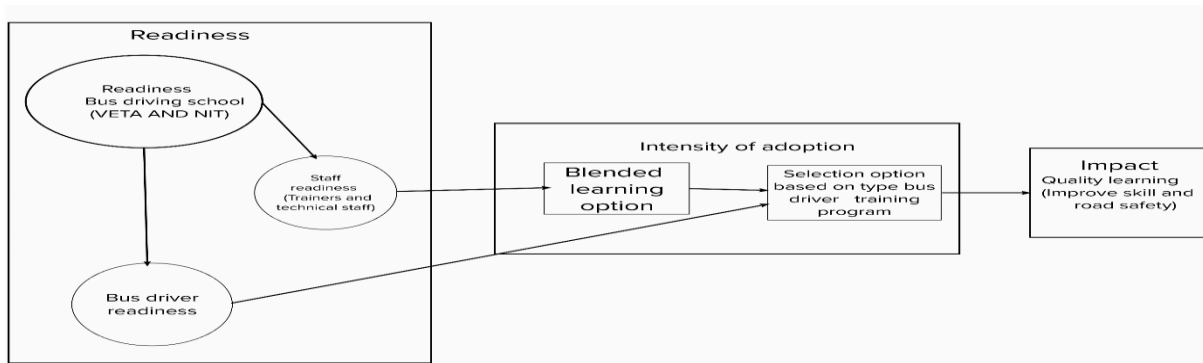 Readiness
Readiness
Bus driving school
(VETA AND NIT)
Staff
readiness
(Trainers and
technical staff)
Bus driver
readiness
Intensity of adoption
Blended
learning
option
Selection option
based on type bus
driver training
program
Impact
Quality learning
(Improve skill and
road safety)